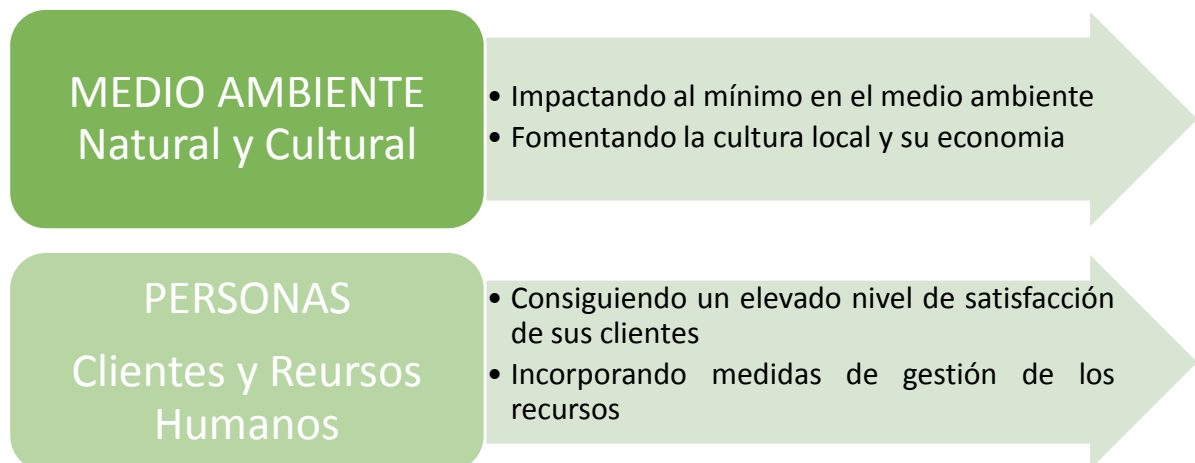 MEDIO AMBIENTE
Natural y Cultural
• Impactando al mínimo en el medio ambiente
• Fomentando la cultura local y su economia
PERSONAS
Clientes y Reursos
Humanos
• Consiguiendo un elevado nivel de satisfacción
de sus clientes
• Incorporando medidas de gestión de los
recursos